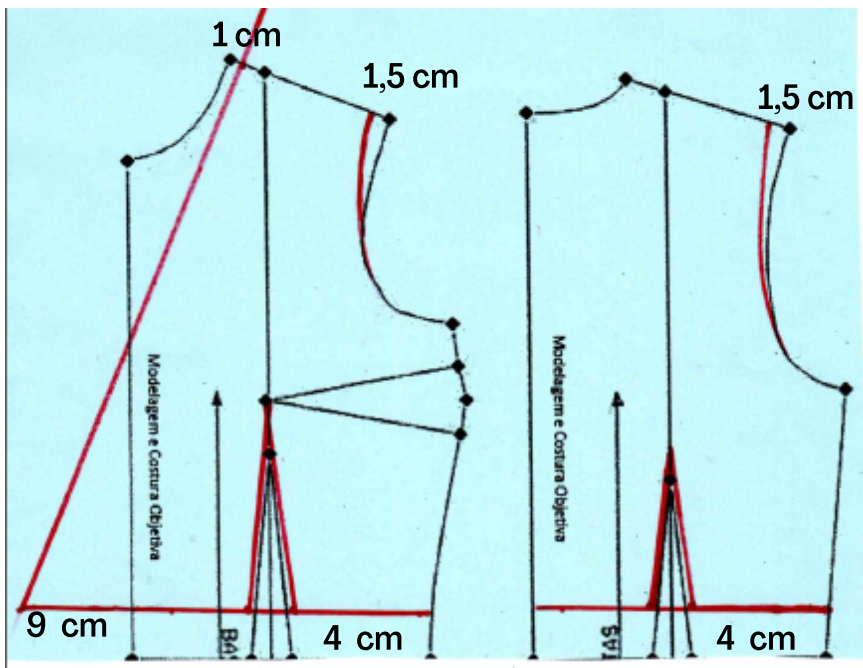 1 cm
1,5 cm
1,5 cm
Modelagem e Costura Objetiva
Modelagem e Costura Objetiva
9 cm
4 cm
4 cm